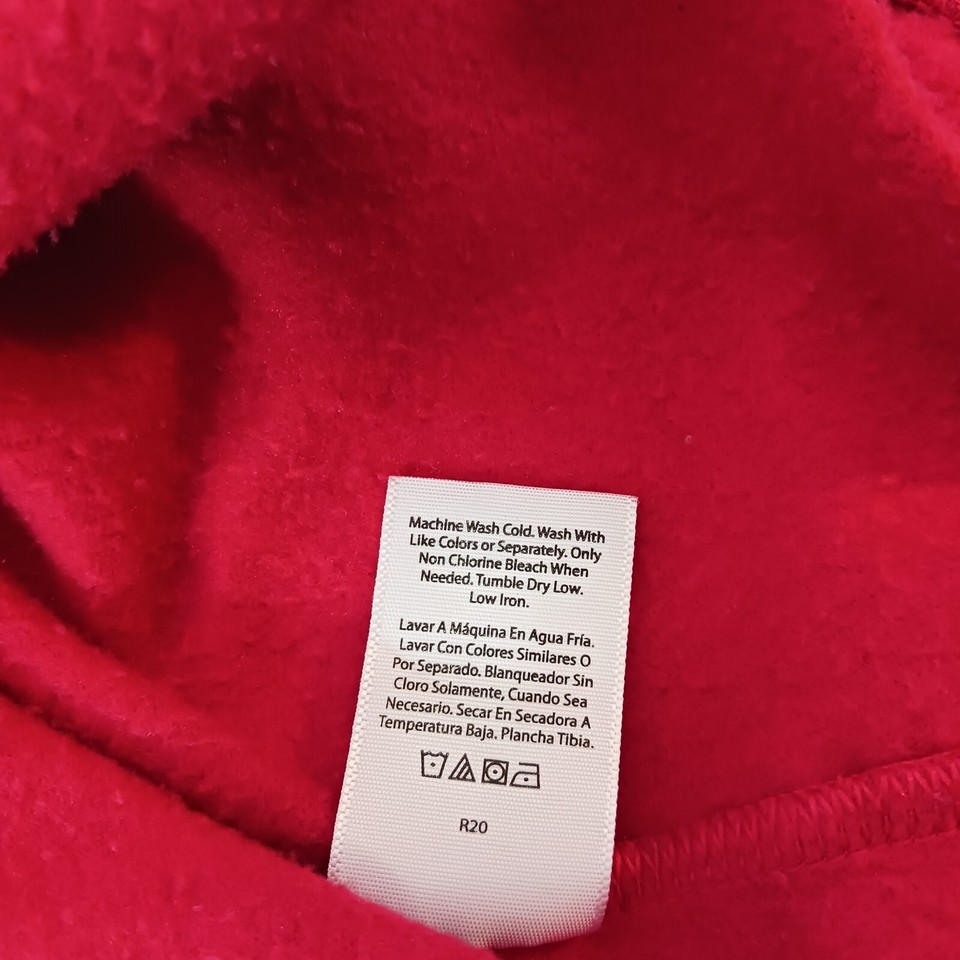 Machine Wash Cold. Wash With
Like Colors or Separately. Only
Non Chlorine Bleach When
Needed. Tumble Dry Low.
Low Iron.
Lavar A Máquina En Agua Fría.
Lavar Con Colores Similares O
Por Separado. Blanqueador Sin
Cloro Solamente, Cuando Sea
Necesario. Secar En Secadora A
Temperatura Baja. Plancha Tibia.
R20